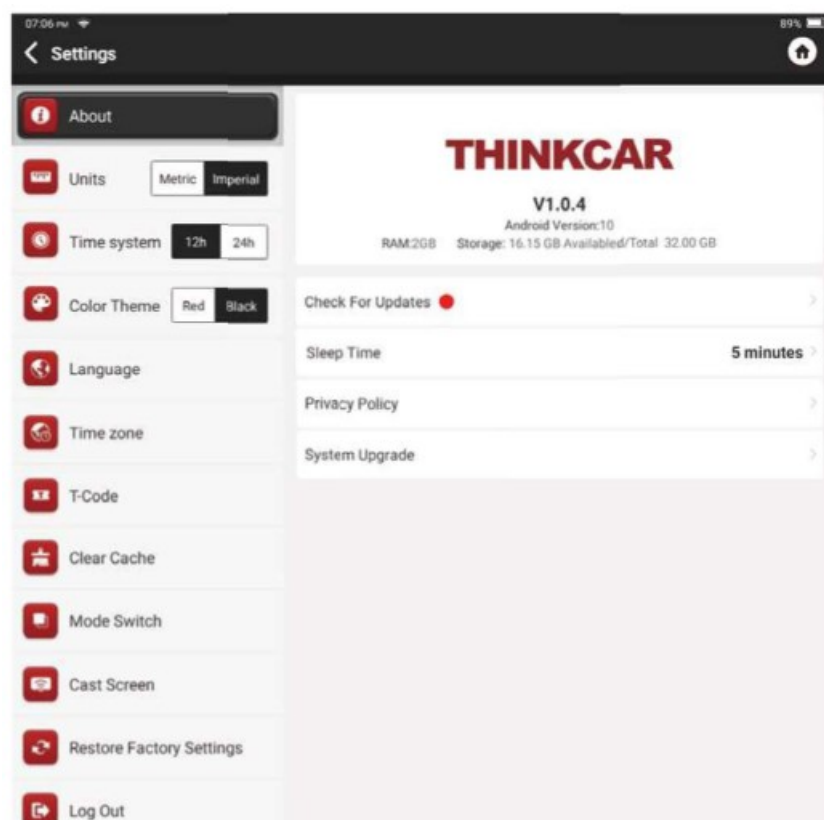 07:06 PM
89%
Settings
About
Units Metric Imperial
Time system 12h 24h
Color Theme Red Black
Language
Time zone
T-Code
Clear Cache
Mode Switch
Cast Screen
Restore Factory Settings
Log Out
THINKCAR
V1.0.4
Android Version:10
RAM:2GB Storage: 16.15 GB Availabled/Total 32.00 GB
Check For Updates
Sleep Time 5 minutes
Privacy Policy
System Upgrade